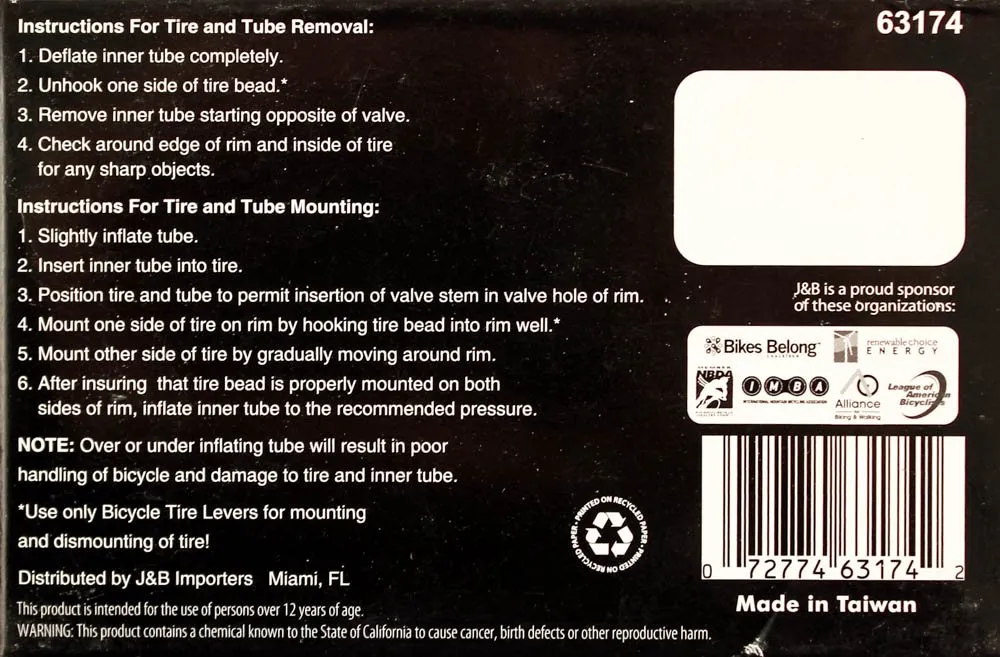 63174
Instructions For Tire and Tube Removal:
1. Deflate inner tube completely.
2. Unhook one side of tire bead.*
3. Remove inner tube starting opposite of valve.
4. Check around edge of rim and inside of tire
for any sharp objects.
Instructions For Tire and Tube Mounting:
1. Slightly inflate tube.
2. Insert inner tube into tire.
3. Position tire and tube to permit insertion of valve stem in valve hole of rim.
4. Mount one side of tire on rim by hooking tire bead into rim well.*
5. Mount other side of tire by gradually moving around rim.
6. After insuring that tire bead is properly mounted on both
sides of rim, inflate inner tube to the recommended pressure.
NOTE: Over or under inflating tube will result in poor
handling of bicycle and damage to tire and inner tube.
*Use only Bicycle Tire Levers for mounting
and dismounting of tire!
Distributed by J&B Importers Miami, FL
This product is intended for the use of persons over 12 years of age.
WARNING: This product contains a chemical known to the State of California to cause cancer, birth defects or other reproductive harm.
J&B is a proud sponsor
of these organizations:
Bikes Belong
COALITION
renewable choice
ENERGY
MEMBER
NBDA
IMBA
INTERNATIONAL MOUNTAIN BICYCLING ASSOCIATION
Alliance
for
Biking & Walking
League of
American
Bicyclists
PRINTED ON RECYCLED PAPER • PRINTED ON RECYCLED PAPER •
0 72774 63174 2
Made in Taiwan